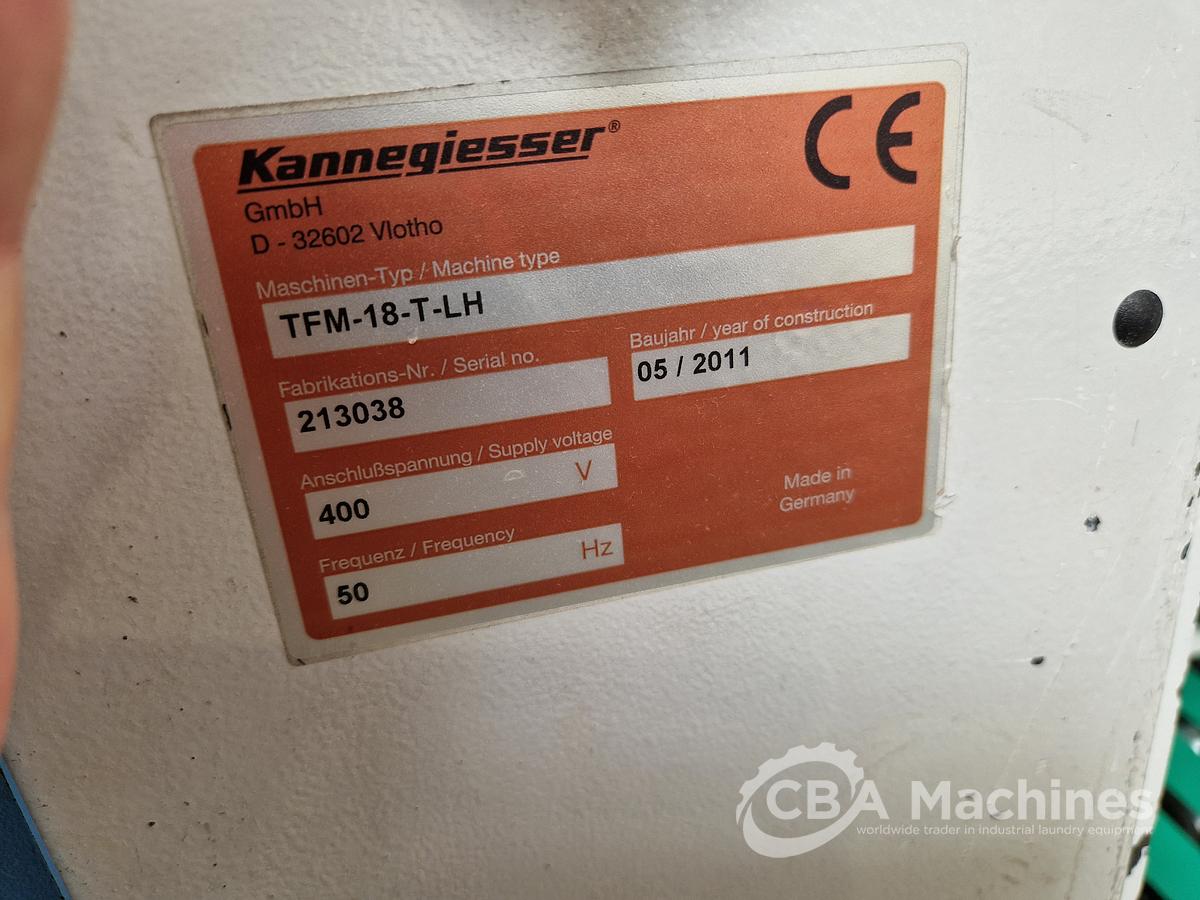 Kannegiesser®
CE
GmbH
D - 32602 Vlotho
Maschinen-Typ / Machine type
TFM-18-T-LH
Fabrikations-Nr. / Serial no.
213038
Baujahr / year of construction
05 / 2011
Anschlußspannung / Supply voltage
400 V
Frequenz / Frequency
50 Hz
Made in
Germany
CBA Machines
worldwide trader in industrial laundry equipment